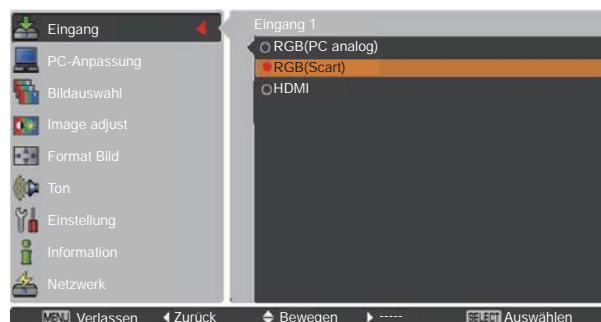 Eingang
PC-Anpassung
Bildauswahl
Image adjust
Format Bild
Ton
Einstellung
Information
Netzwerk
Eingang 1
RGB(PC analog)
RGB(Scart)
HDMI
MENU Verlassen Zurück Bewegen ----- SELECT Auswählen